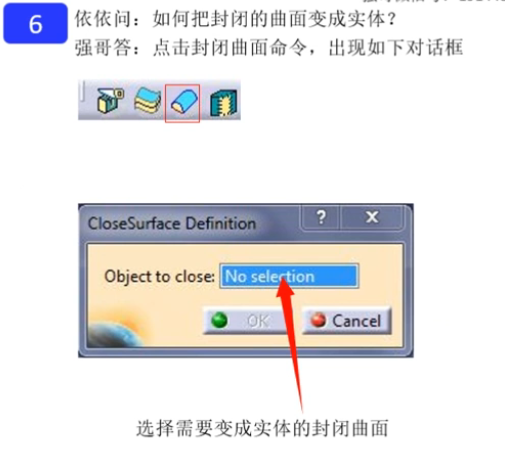 6
依依问：如何把封闭的曲面变成实体？
强哥答：点击封闭曲面命令，出现如下对话框
CloseSurface Definition
? X
Object to close: No selection
OK Cancel
选择需要变成实体的封闭曲面